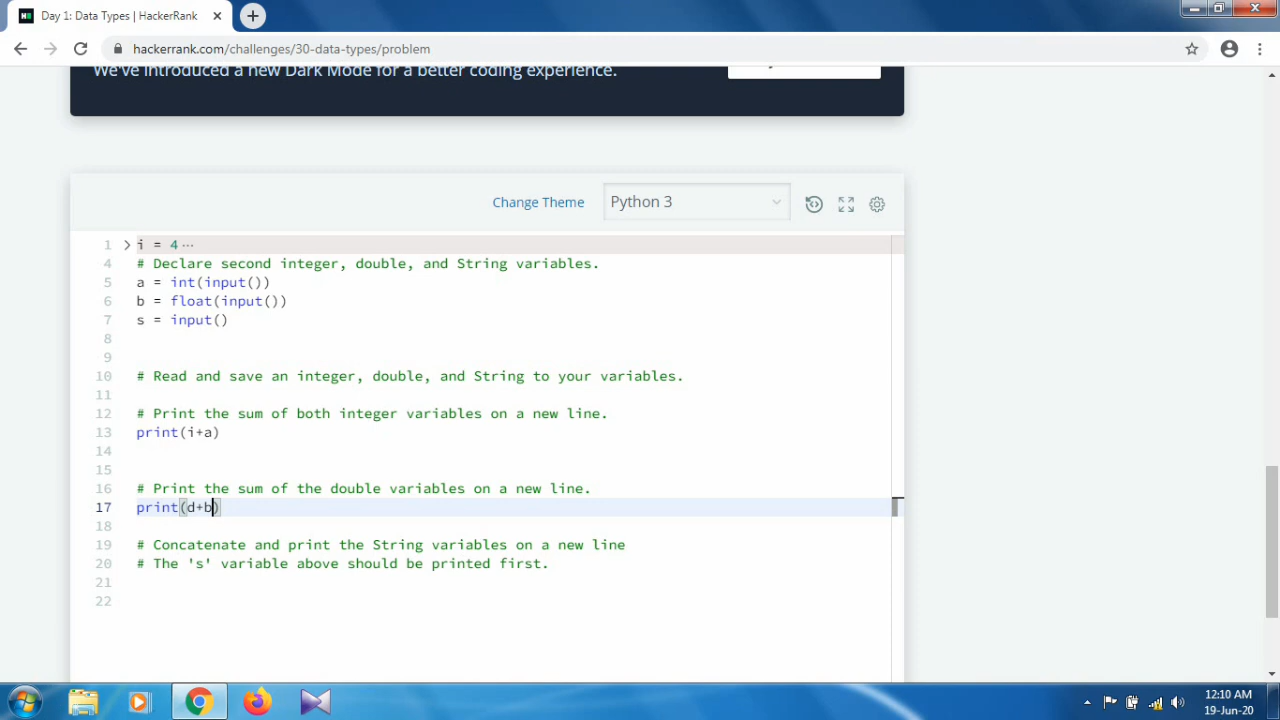 Day 1: Data Types | HackerRank
hackerrank.com/challenges/30-data-types/problem
We've introduced a new Dark Mode for a better coding experience.
Change Theme
Python 3
1 i = 4 ···
4 # Declare second integer, double, and String variables.
5 a = int(input())
6 b = float(input())
7 s = input()
8
9
10 # Read and save an integer, double, and String to your variables.
11
12 # Print the sum of both integer variables on a new line.
13 print(i+a)
14
15
16 # Print the sum of the double variables on a new line.
17 print(d+b)
18
19 # Concatenate and print the String variables on a new line
20 # The 's' variable above should be printed first.
21
22
12:10 AM
19-Jun-20